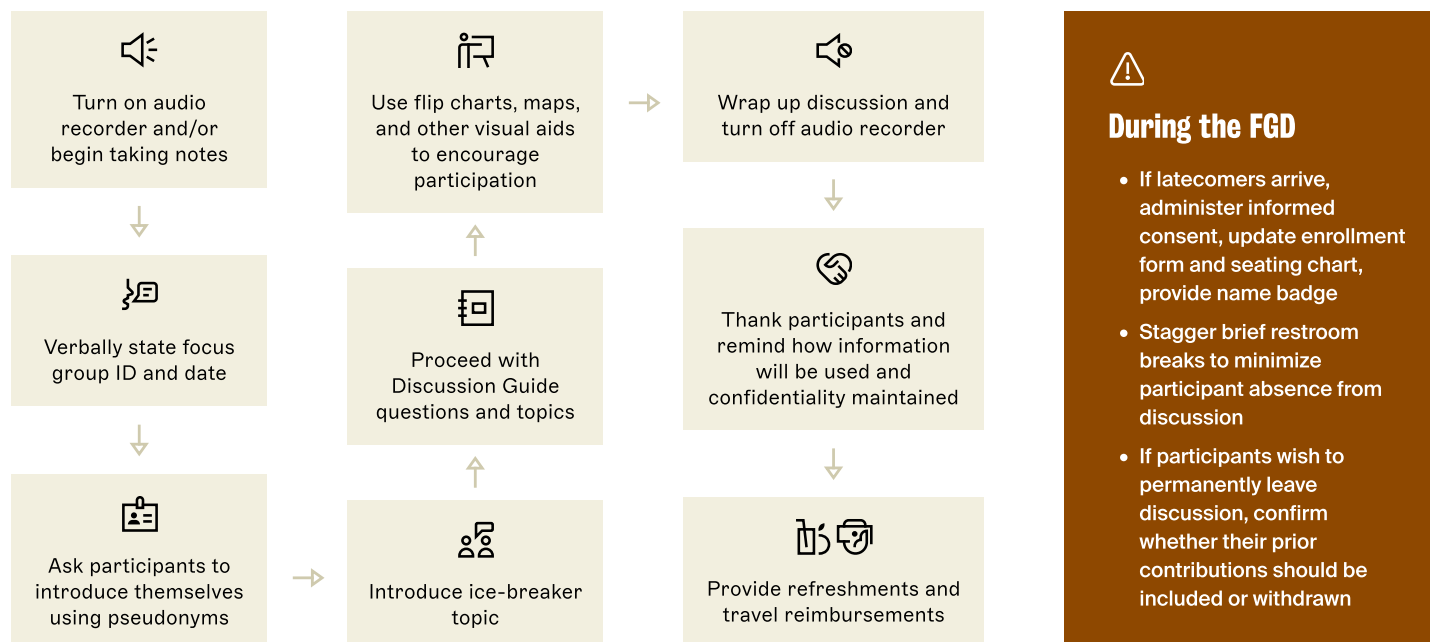 Turn on audio
recorder and/or
begin taking notes
Verbally state focus
group ID and date
Ask participants to
introduce themselves
using pseudonyms
Introduce ice-breaker
topic
Proceed with
Discussion Guide
questions and topics
Use flip charts, maps,
and other visual aids
to encourage
participation
Wrap up discussion and
turn off audio recorder
Thank participants and
remind how information
will be used and
confidentiality maintained
Provide refreshments and
travel reimbursements
During the FGD
• If latecomers arrive,
administer informed
consent, update enrollment
form and seating chart,
provide name badge
• Stagger brief restroom
breaks to minimize
participant absence from
discussion
• If participants wish to
permanently leave
discussion, confirm
whether their prior
contributions should be
included or withdrawn